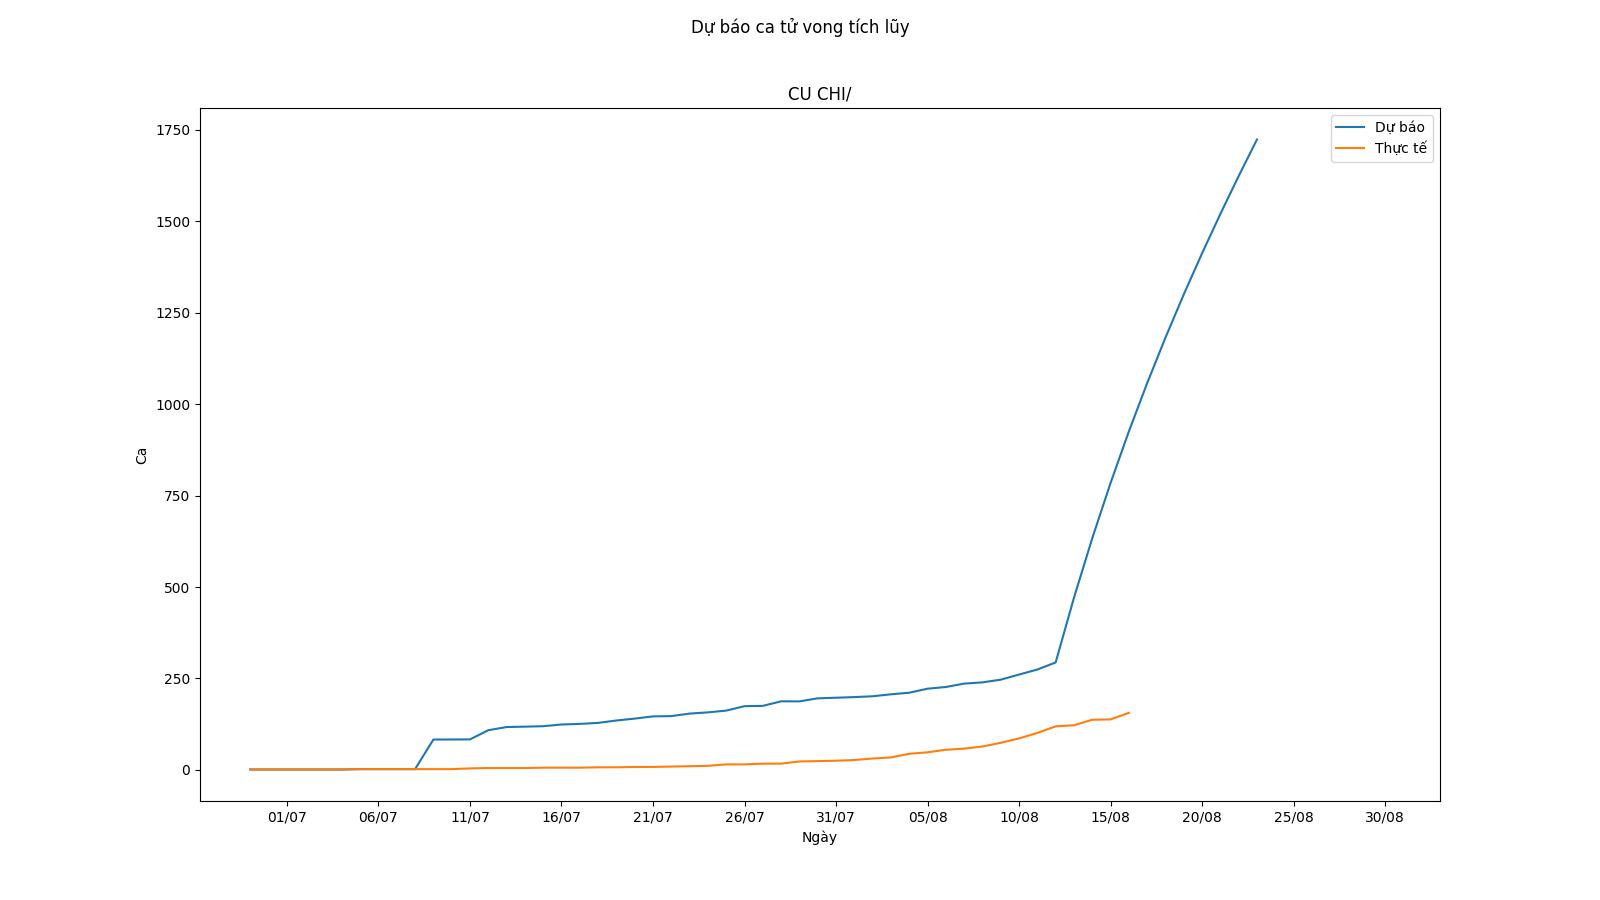 Dự báo ca tử vong tích lũy
CU CHI/
Dự báo
Thực tế
1750
1500
1250
1000
750
500
250
0
Ca
01/07 06/07 11/07 16/07 21/07 26/07 31/07 05/08 10/08 15/08 20/08 25/08 30/08
Ngày